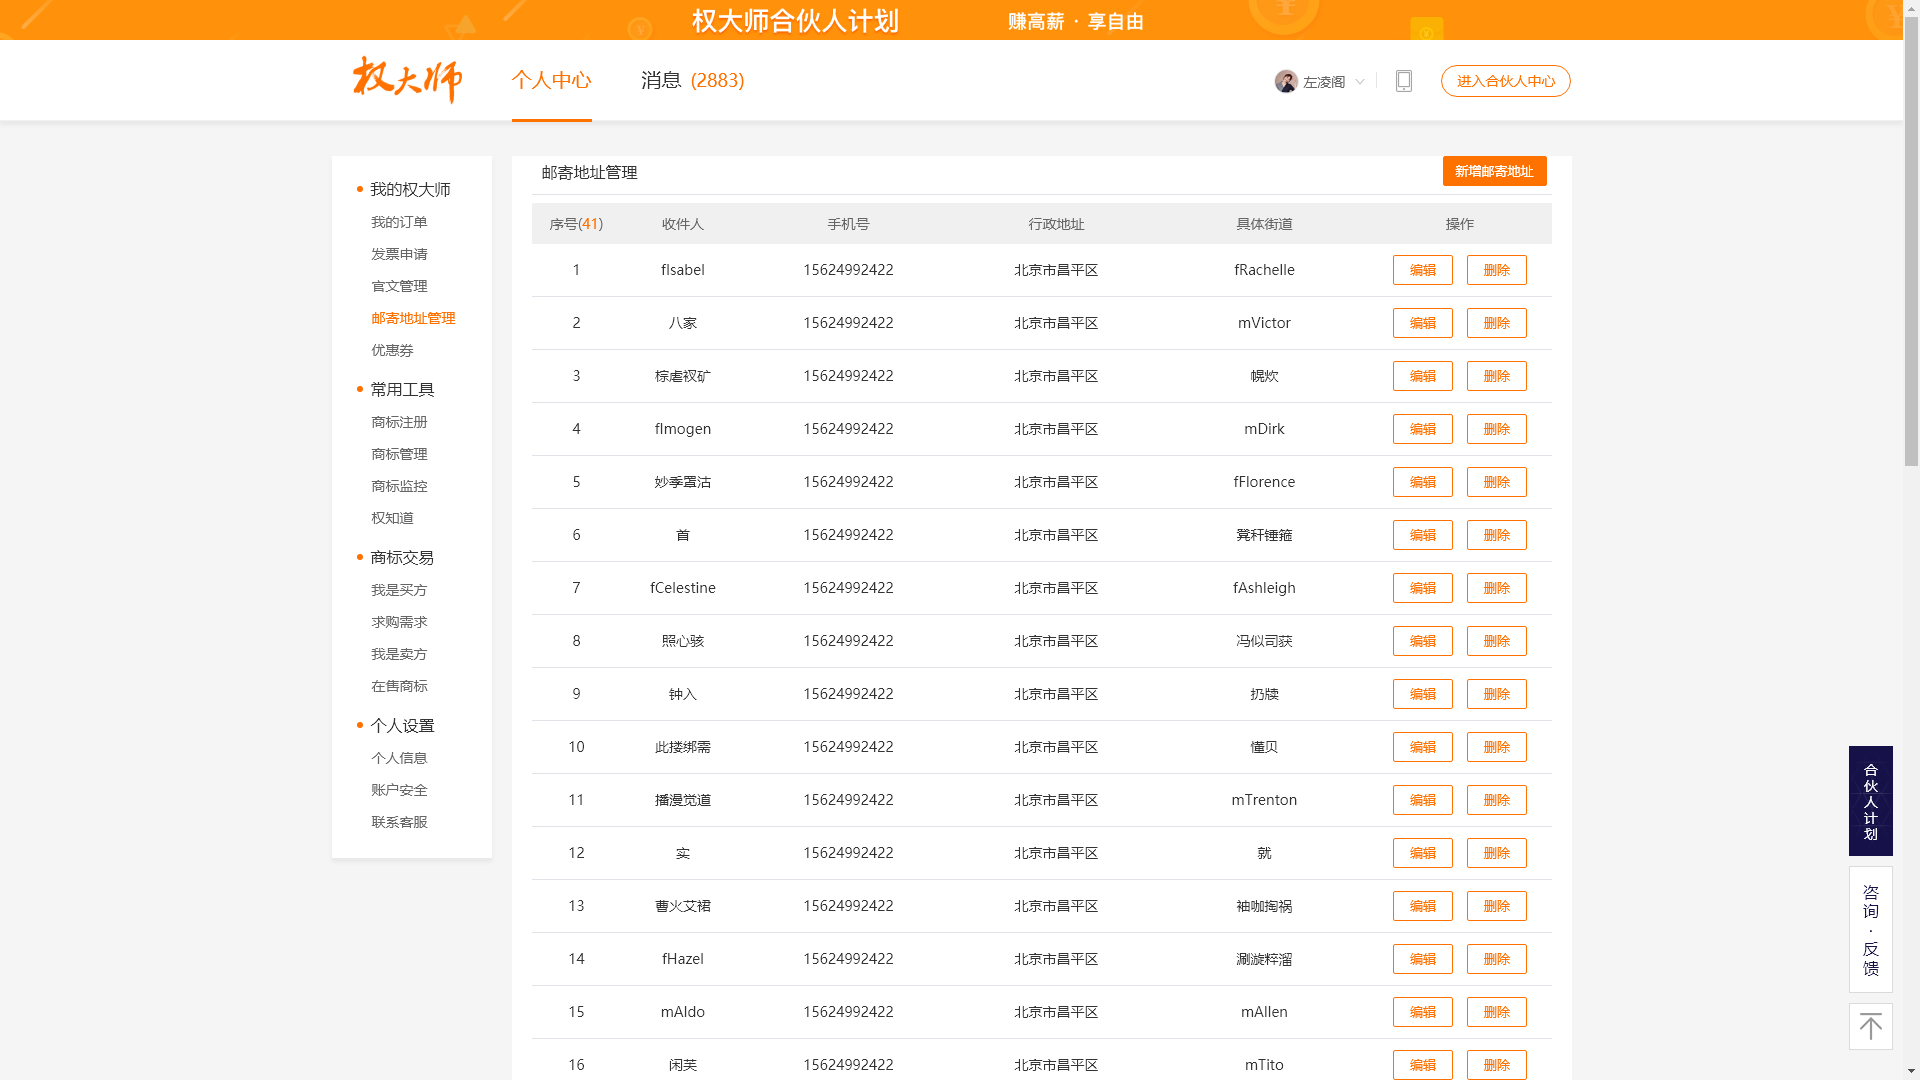 权大师合伙人计划 赚高薪 · 享自由
权大师 个人中心 消息 (2883) 左凌阁 进入合伙人中心
我的权大师
我的订单
发票申请
官文管理
邮寄地址管理
优惠券
常用工具
商标注册
商标管理
商标监控
权知道
商标交易
我是买方
求购需求
我是卖方
在售商标
个人设置
个人信息
账户安全
联系客服
邮寄地址管理 新增邮寄地址
序号(41) 收件人 手机号 行政地址 具体街道 操作
1 fIsabel 15624992422 北京市昌平区 fRachelle 编辑 删除
2 八家 15624992422 北京市昌平区 mVictor 编辑 删除
3 棕虐衩矿 15624992422 北京市昌平区 幌炊 编辑 删除
4 fImogen 15624992422 北京市昌平区 mDirk 编辑 删除
5 妙季罩沽 15624992422 北京市昌平区 fFlorence 编辑 删除
6 首 15624992422 北京市昌平区 凳秆锤箍 编辑 删除
7 fCelestine 15624992422 北京市昌平区 fAshleigh 编辑 删除
8 照心骇 15624992422 北京市昌平区 冯似司获 编辑 删除
9 钟入 15624992422 北京市昌平区 扔牍 编辑 删除
10 此搂绑需 15624992422 北京市昌平区 懂贝 编辑 删除
11 播漫觉道 15624992422 北京市昌平区 mTrenton 编辑 删除
12 实 15624992422 北京市昌平区 就 编辑 删除
13 曹火艾裙 15624992422 北京市昌平区 袖咖掏祸 编辑 删除
14 fHazel 15624992422 北京市昌平区 涮漩粹溜 编辑 删除
15 mAldo 15624992422 北京市昌平区 mAllen 编辑 删除
16 闲芙 15624992422 北京市昌平区 mTito 编辑 删除
合伙人计划
咨询·反馈